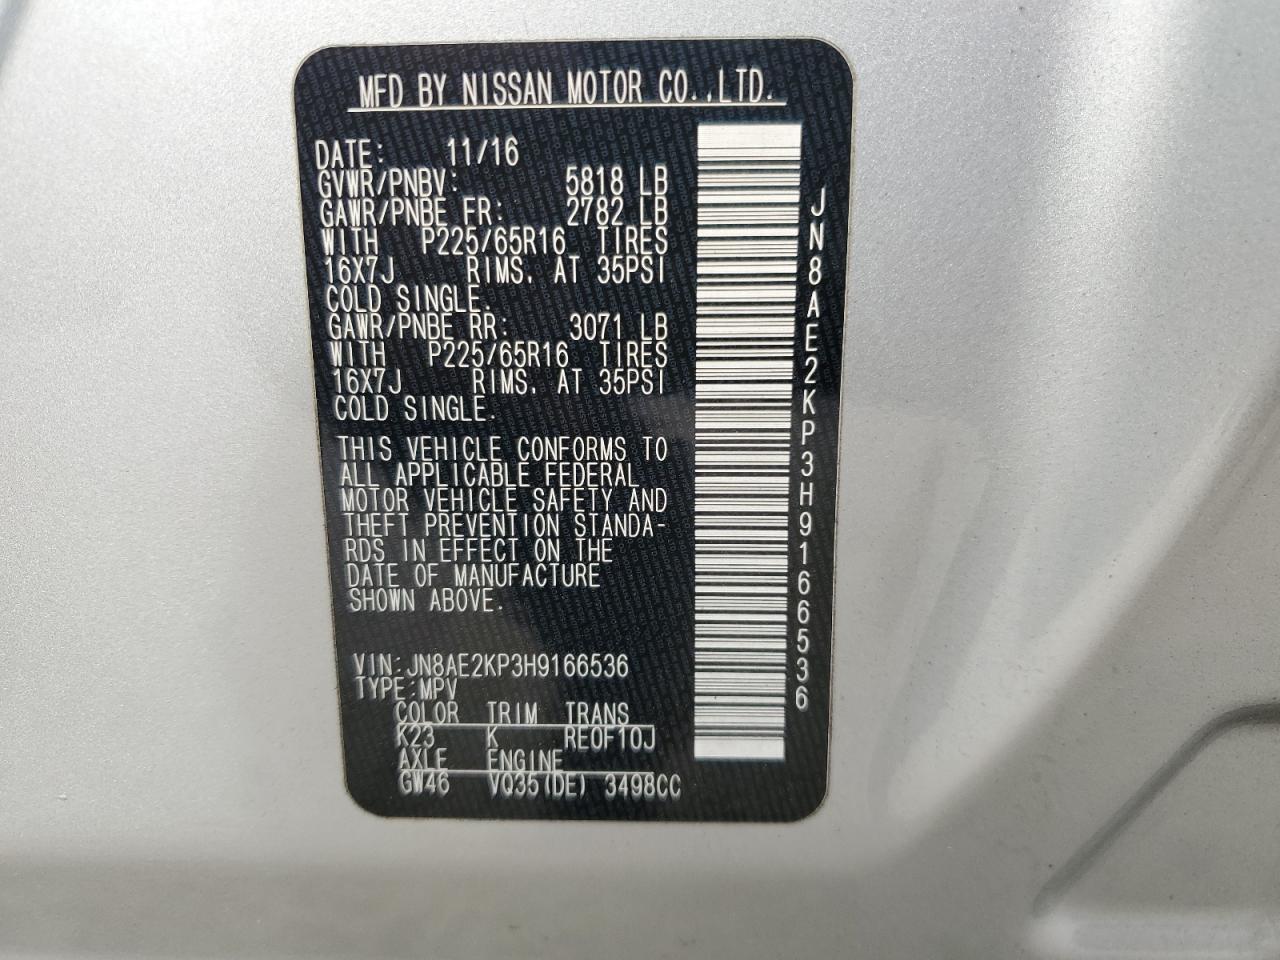 MFD BY NISSAN MOTOR CO.,LTD.
DATE: 11/16
GVWR/PNBV: 5818 LB
GAWR/PNBE FR: 2782 LB
WITH P225/65R16 TIRES
16X7J RIMS. AT 35PSI
COLD SINGLE.
GAWR/PNBE RR: 3071 LB
WITH P225/65R16 TIRES
16X7J RIMS. AT 35PSI
COLD SINGLE.
THIS VEHICLE CONFORMS TO
ALL APPLICABLE FEDERAL
MOTOR VEHICLE SAFETY AND
THEFT PREVENTION STANDA-
RDS IN EFFECT ON THE
DATE OF MANUFACTURE
SHOWN ABOVE.
VIN:JN8AE2KP3H9166536
TYPE:MPV
COLOR TRIM TRANS
K23 K RE0F10J
AXLE ENGINE
GW46 VQ35(DE) 3498CC
JN8AE2KP3H9166536